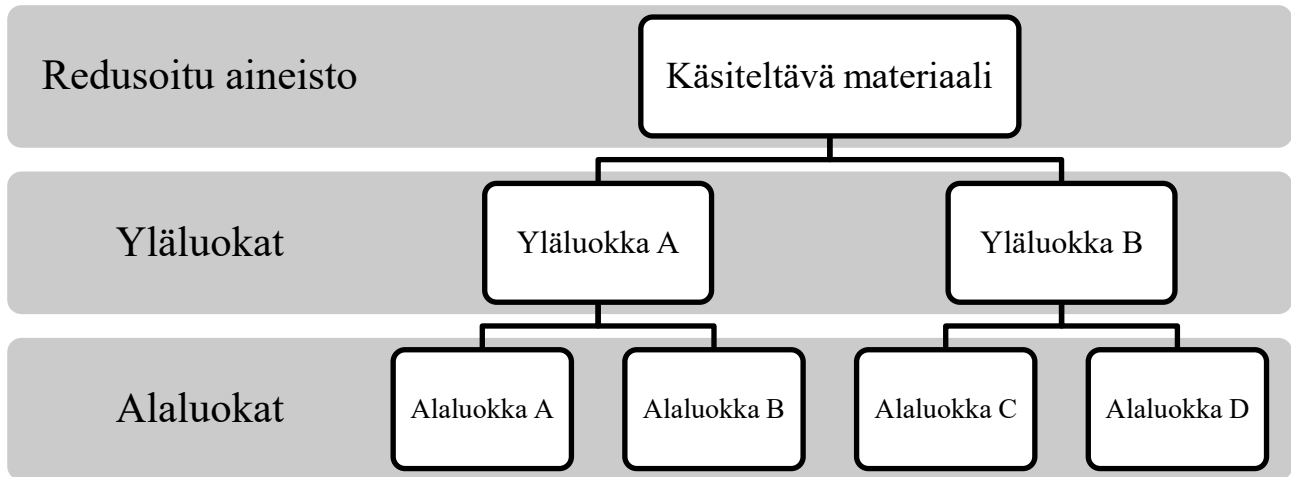 Redusoitu aineisto
Käsiteltävä materiaali
Yläluokat
Yläluokka A
Yläluokka B
Alaluokat
Alaluokka A
Alaluokka B
Alaluokka C
Alaluokka D